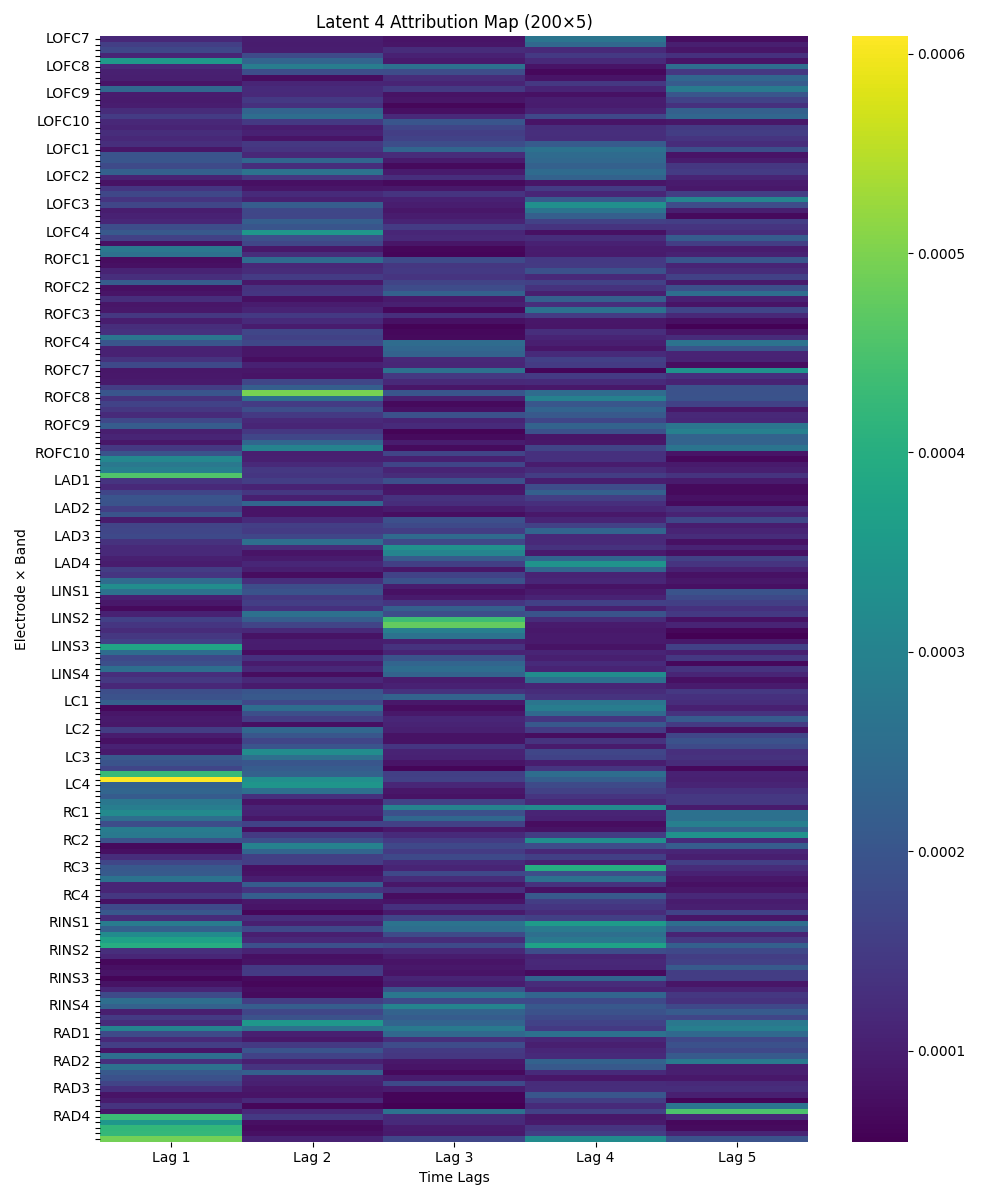 Latent 4 Attribution Map (200×5)
LOFC7
LOFC8
LOFC9
LOFC10
LOFC1
LOFC2
LOFC3
LOFC4
ROFC1
ROFC2
ROFC3
ROFC4
ROFC7
ROFC8
ROFC9
ROFC10
LAD1
LAD2
LAD3
LAD4
LINS1
LINS2
LINS3
LINS4
LC1
LC2
LC3
LC4
RC1
RC2
RC3
RC4
RINS1
RINS2
RINS3
RINS4
RAD1
RAD2
RAD3
RAD4
Electrode × Band
Lag 1 Lag 2 Lag 3 Lag 4 Lag 5
Time Lags
0.0006
0.0005
0.0004
0.0003
0.0002
0.0001